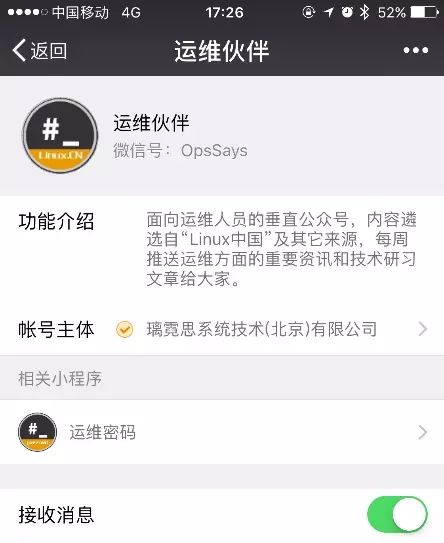 中国移动 4G 17:26 52%
返回 运维伙伴
#_
Linux.CN
运维伙伴
微信号：OpsSays
功能介绍 面向运维人员的垂直公众号，内容遴
选自“Linux中国”及其它来源，每周
推送运维方面的重要资讯和技术研习
文章给大家。
帐号主体 璃霓思系统技术(北京)有限公司
相关小程序
#_
运维密码
接收消息